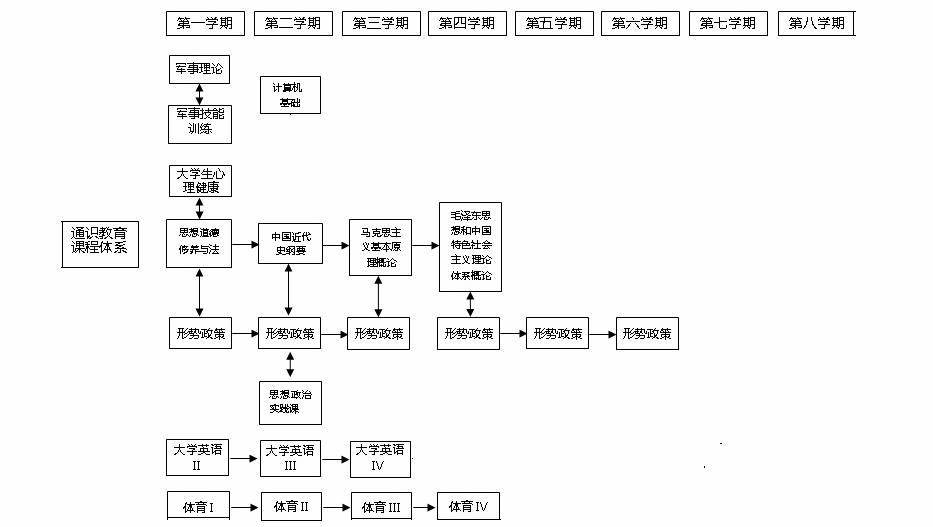 第一学期
第二学期
第三学期
第四学期
第五学期
第六学期
第七学期
第八学期
军事理论
计算机
基础
军事技能
训练
大学生心
理健康
通识教育
课程体系
思想道德
修养与法
中国近代
史纲要
马克思主
义基本原
理概论
毛泽东思
想和中国
特色社会
主义理论
体系概论
形势政策
形势政策
形势政策
形势政策
形势政策
形势政策
思想政治
实践课
大学英语
II
大学英语
III
大学英语
IV
体育 I
体育 II
体育 III
体育 IV